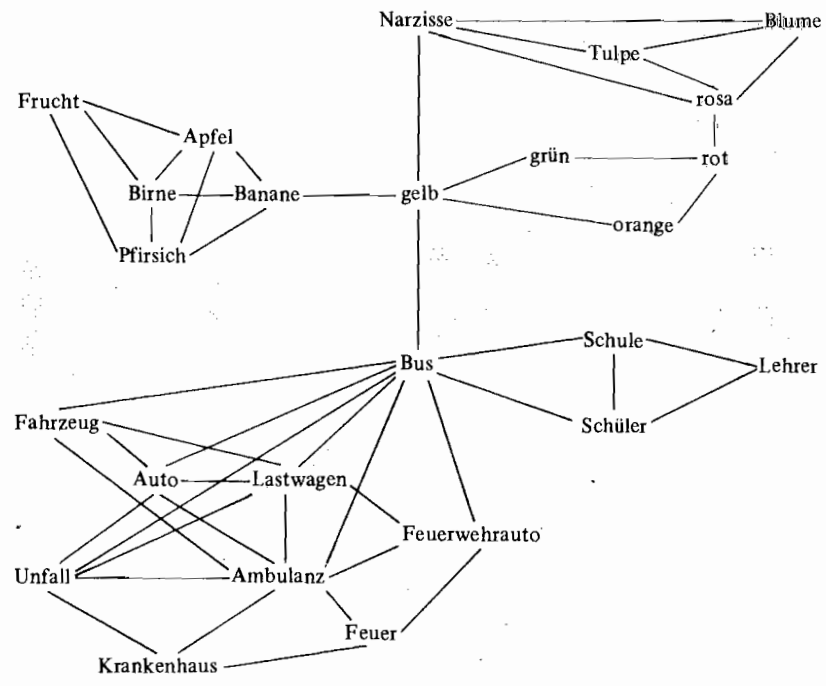 Narzisse Blume
Tulpe
Frucht rosa
Apfel
grün rot
Birne Banane gelb
orange
Pfirsich
Schule
Bus Lehrer
Fahrzeug Schüler
Auto Lastwagen
Feuerwehrauto
Unfall Ambulanz
Feuer
Krankenhaus